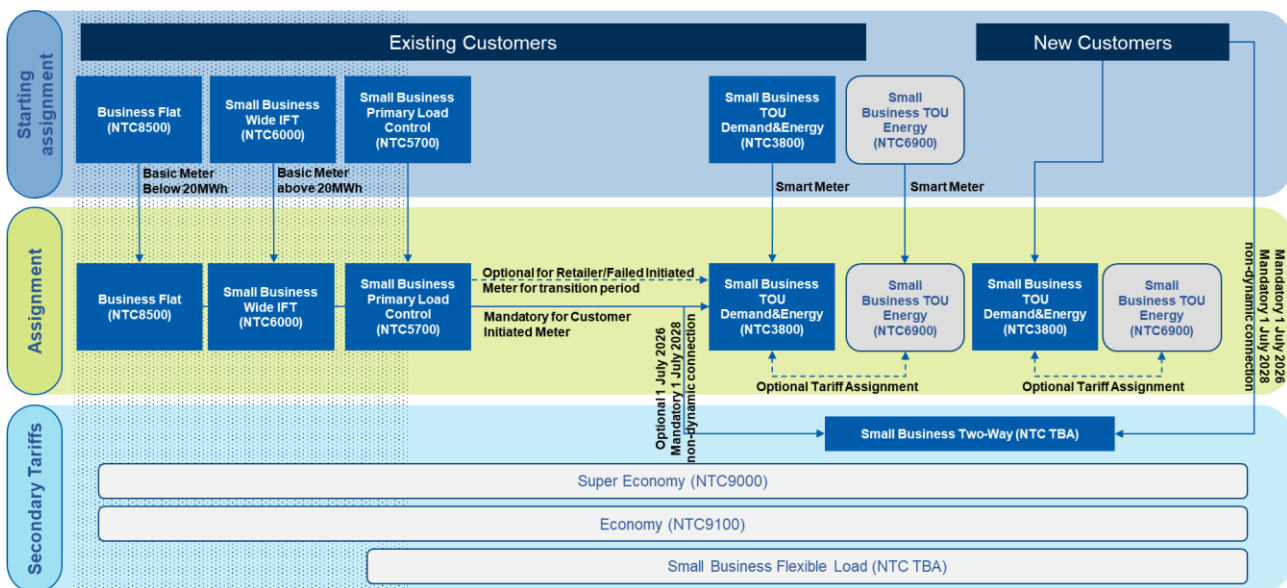 Existing Customers
New Customers
Starting
assignment
Business Flat
(NTC8500)
Small Business
Wide IFT
(NTC6000)
Small Business
Primary Load
Control
(NTC5700)
Small Business
TOU
Demand&Energy
(NTC3800)
Small
Business TOU
Energy
(NTC6900)
Basic Meter
Below 20MWh
Basic Meter
above 20MWh
Smart Meter
Smart Meter
Assignment
Business Flat
(NTC8500)
Small Business
Wide IFT
(NTC6000)
Small Business
Primary Load
Control
(NTC5700)
Optional for Retailer/Failed Initiated
Meter for transition period
Mandatory for Customer
Initiated Meter
Small Business
TOU
Demand&Energy
(NTC3800)
Small
Business TOU
Energy
(NTC6900)
Small Business
TOU
Demand&Energy
(NTC3800)
Small
Business TOU
Energy
(NTC6900)
Optional Tariff Assignment
Optional Tariff Assignment
Optional 1 July 2026
Mandatory 1 July 2028
non-dynamic connection
Mandatory 1 July 2026
Mandatory 1 July 2028
non-dynamic connection
Secondary Tariffs
Small Business Two-Way (NTC TBA)
Super Economy (NTC9000)
Economy (NTC9100)
Small Business Flexible Load (NTC TBA)